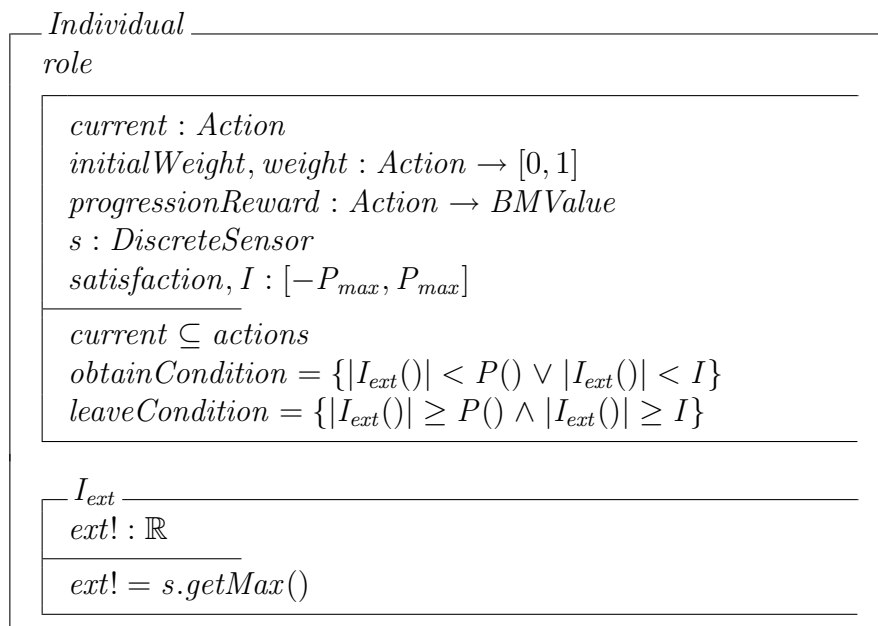 Individual
role
current : Action
initialWeight, weight : Action → [0, 1]
progressionReward : Action → BMValue
s : DiscreteSensor
satisfaction, I : [−P_max, P_max]
current ⊆ actions
obtainCondition = {|I_ext()| < P() ∨ |I_ext()| < I}
leaveCondition = {|I_ext()| ≥ P() ∧ |I_ext()| ≥ I}
I_ext
ext! : ℝ
ext! = s.getMax()